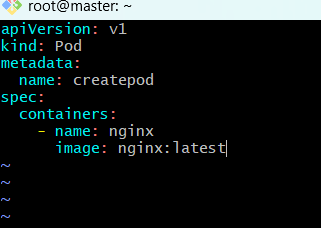 root@master: ~
apiVersion: v1
kind: Pod
metadata:
  name: createpod
spec:
  containers:
    - name: nginx
      image: nginx:latest
~
~
~
~